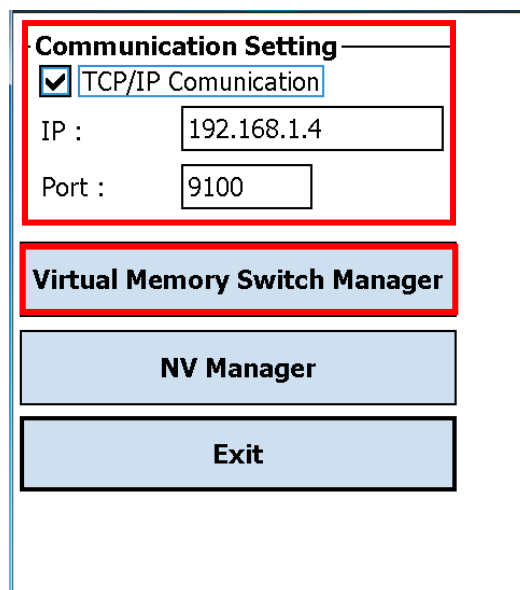 Communication Setting
TCP/IP Comunication
IP : 192.168.1.4
Port : 9100
Virtual Memory Switch Manager
NV Manager
Exit